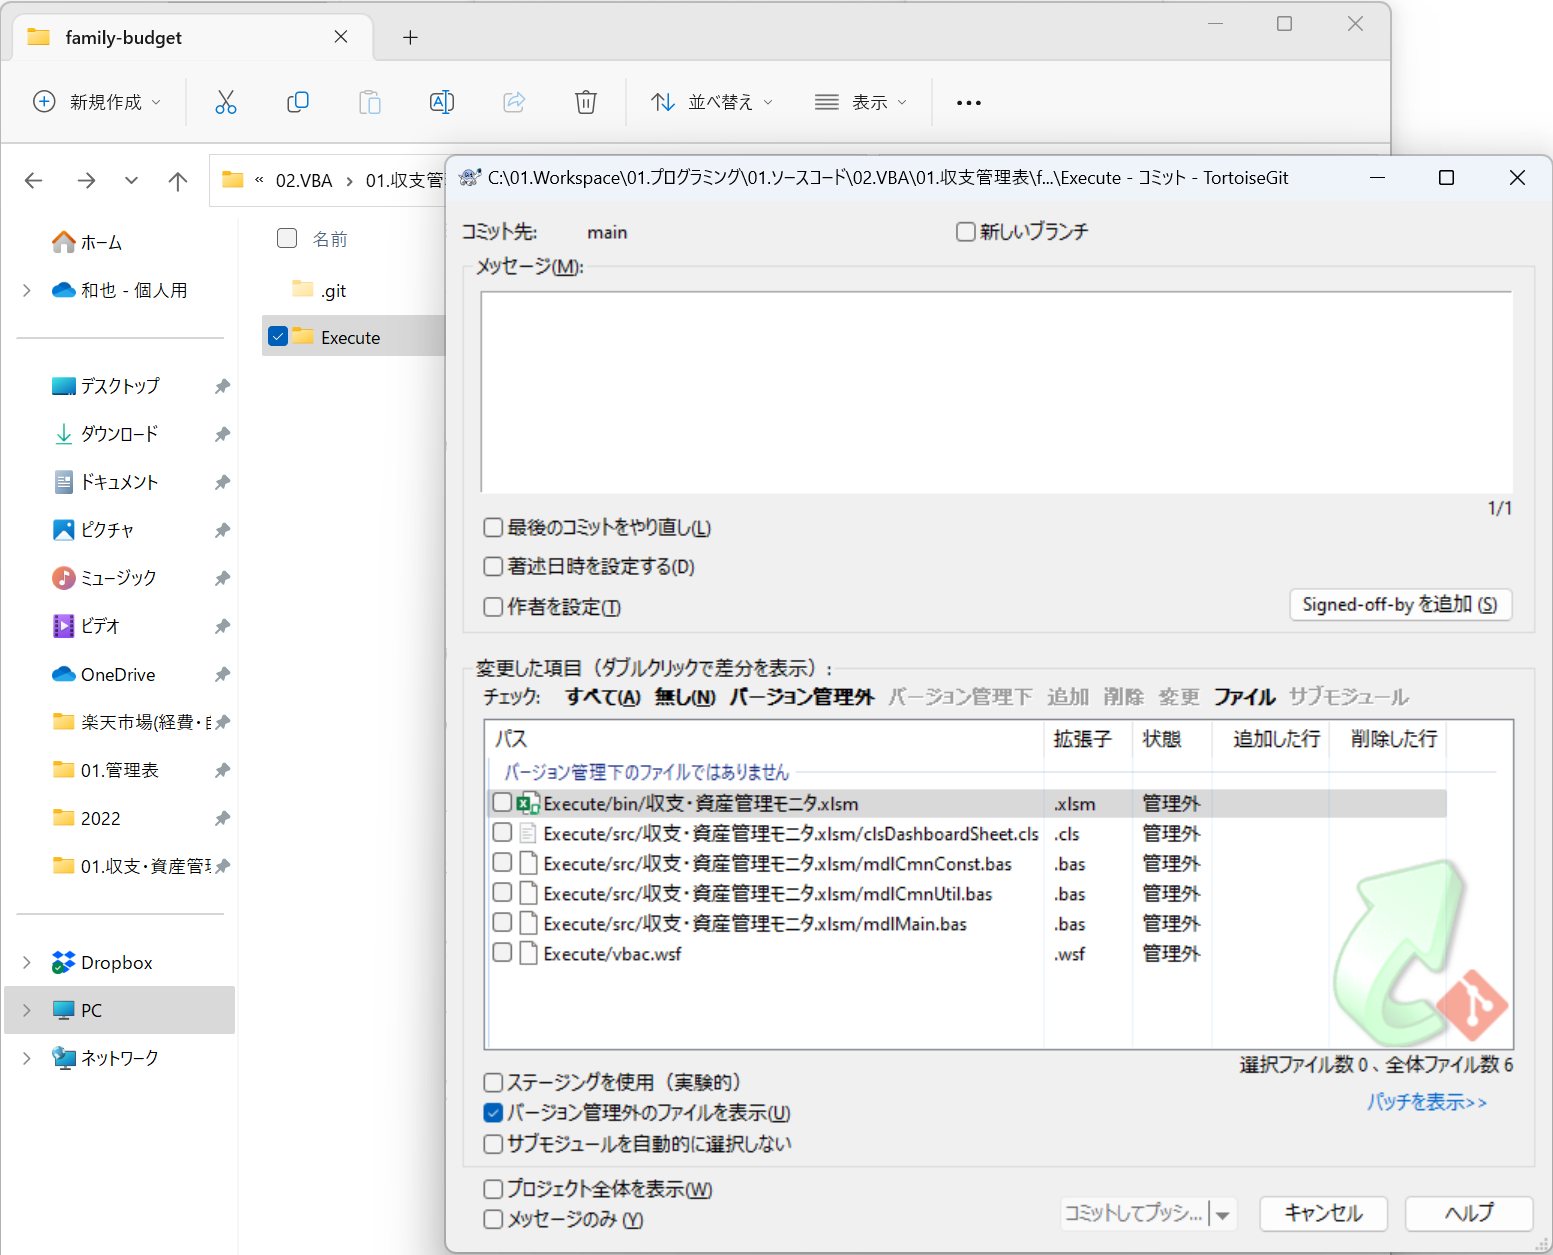 family-budget
新規作成
並べ替え
表示
« 02.VBA › 01.収支管
C:\01.Workspace\01.プログラミング\01.ソースコード\02.VBA\01.収支管理表\f...\Execute - コミット - TortoiseGit
ホーム
和也 - 個人用
デスクトップ
ダウンロード
ドキュメント
ピクチャ
ミュージック
ビデオ
OneDrive
楽天市場(経費・
01.管理表
2022
01.収支・資産管理
Dropbox
PC
ネットワーク
名前
.git
Execute
コミット先: main 新しいブランチ
メッセージ(M):
1/1
最後のコミットをやり直し(L)
著述日時を設定する(D)
作者を設定(T)
Signed-off-by を追加 (S)
変更した項目（ダブルクリックで差分を表示）:
チェック: すべて(A) 無し(N) バージョン管理外 バージョン管理下 追加 削除 変更 ファイル サブモジュール
パス 拡張子 状態 追加した行 削除した行
バージョン管理下のファイルではありません
Execute/bin/収支・資産管理モニタ.xlsm .xlsm 管理外
Execute/src/収支・資産管理モニタ.xlsm/clsDashboardSheet.cls .cls 管理外
Execute/src/収支・資産管理モニタ.xlsm/mdlCmnConst.bas .bas 管理外
Execute/src/収支・資産管理モニタ.xlsm/mdlCmnUtil.bas .bas 管理外
Execute/src/収支・資産管理モニタ.xlsm/mdlMain.bas .bas 管理外
Execute/vbac.wsf .wsf 管理外
選択ファイル数 0 、全体ファイル数 6
パッチを表示>>
ステージングを使用（実験的）
バージョン管理外のファイルを表示(U)
サブモジュールを自動的に選択しない
プロジェクト全体を表示(W)
メッセージのみ (Y)
コミットしてプッシ...
キャンセル
ヘルプ